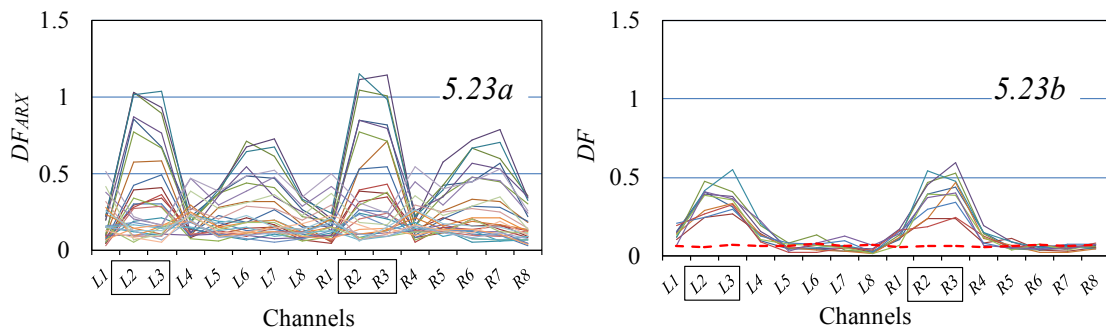 1.5
1
0.5
0
DFARX
5.23a
L1 L2 L3 L4 L5 L6 L7 L8 R1 R2 R3 R4 R5 R6 R7 R8
Channels
1.5
1
0.5
0
DF
5.23b
L1 L2 L3 L4 L5 L6 L7 L8 R1 R2 R3 R4 R5 R6 R7 R8
Channels